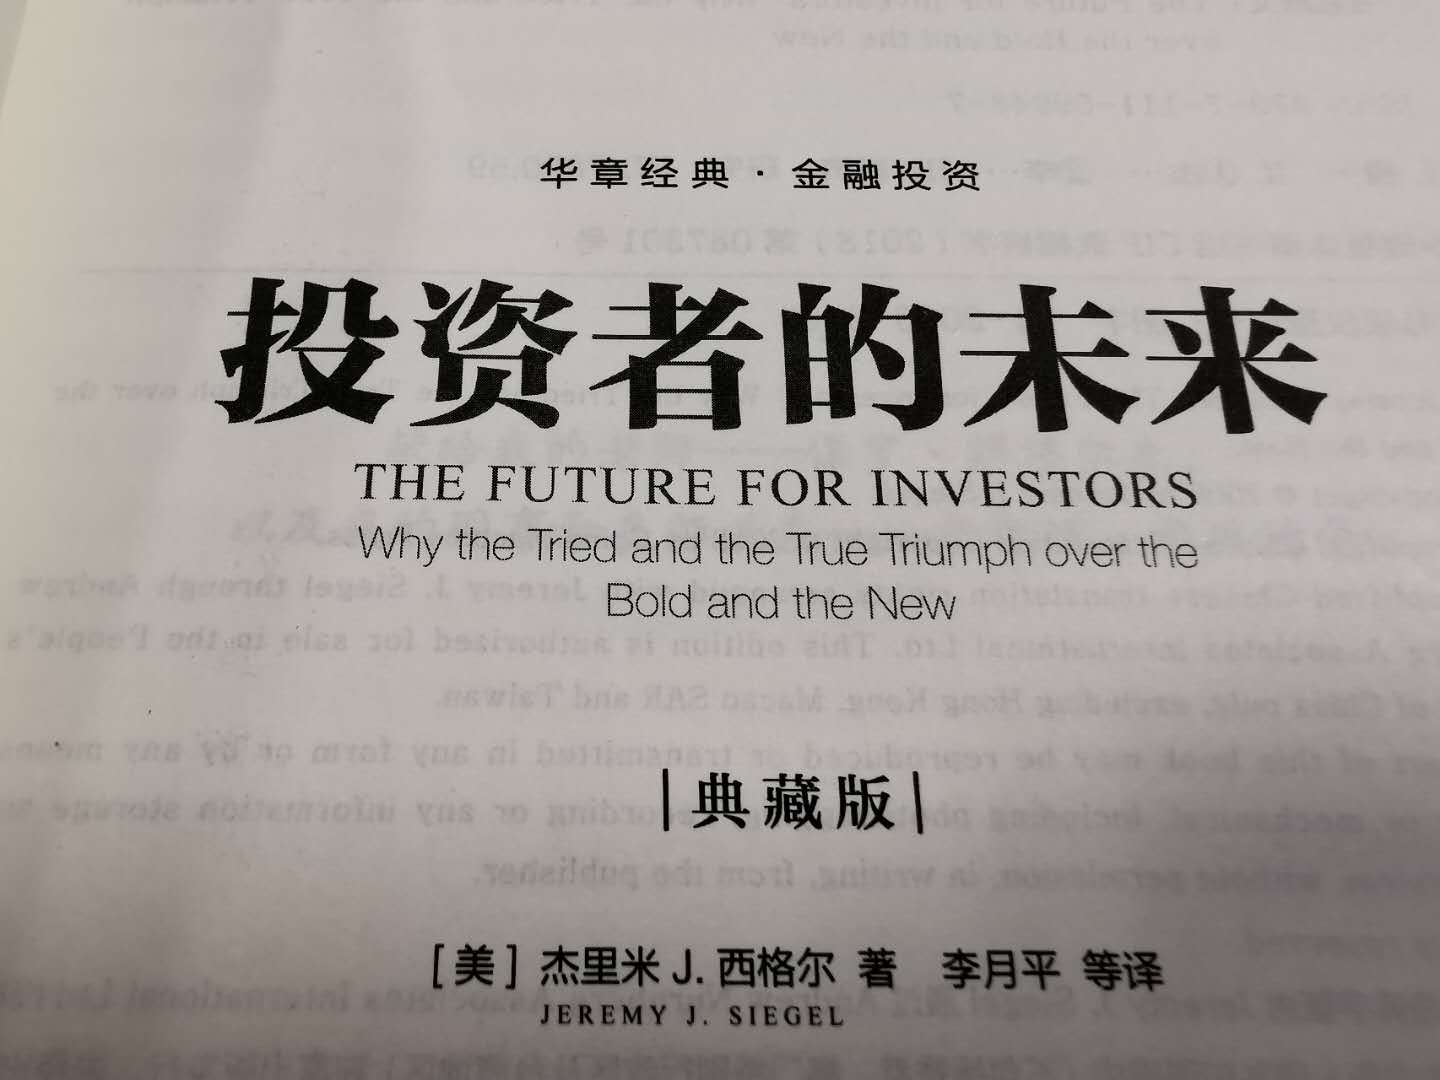 华章经典·金融投资
投资者的未来
THE FUTURE FOR INVESTORS
Why the Tried and the True Triumph over the
Bold and the New
典藏版
[美] 杰里米 J. 西格尔 著 李月平 等译
JEREMY J. SIEGEL